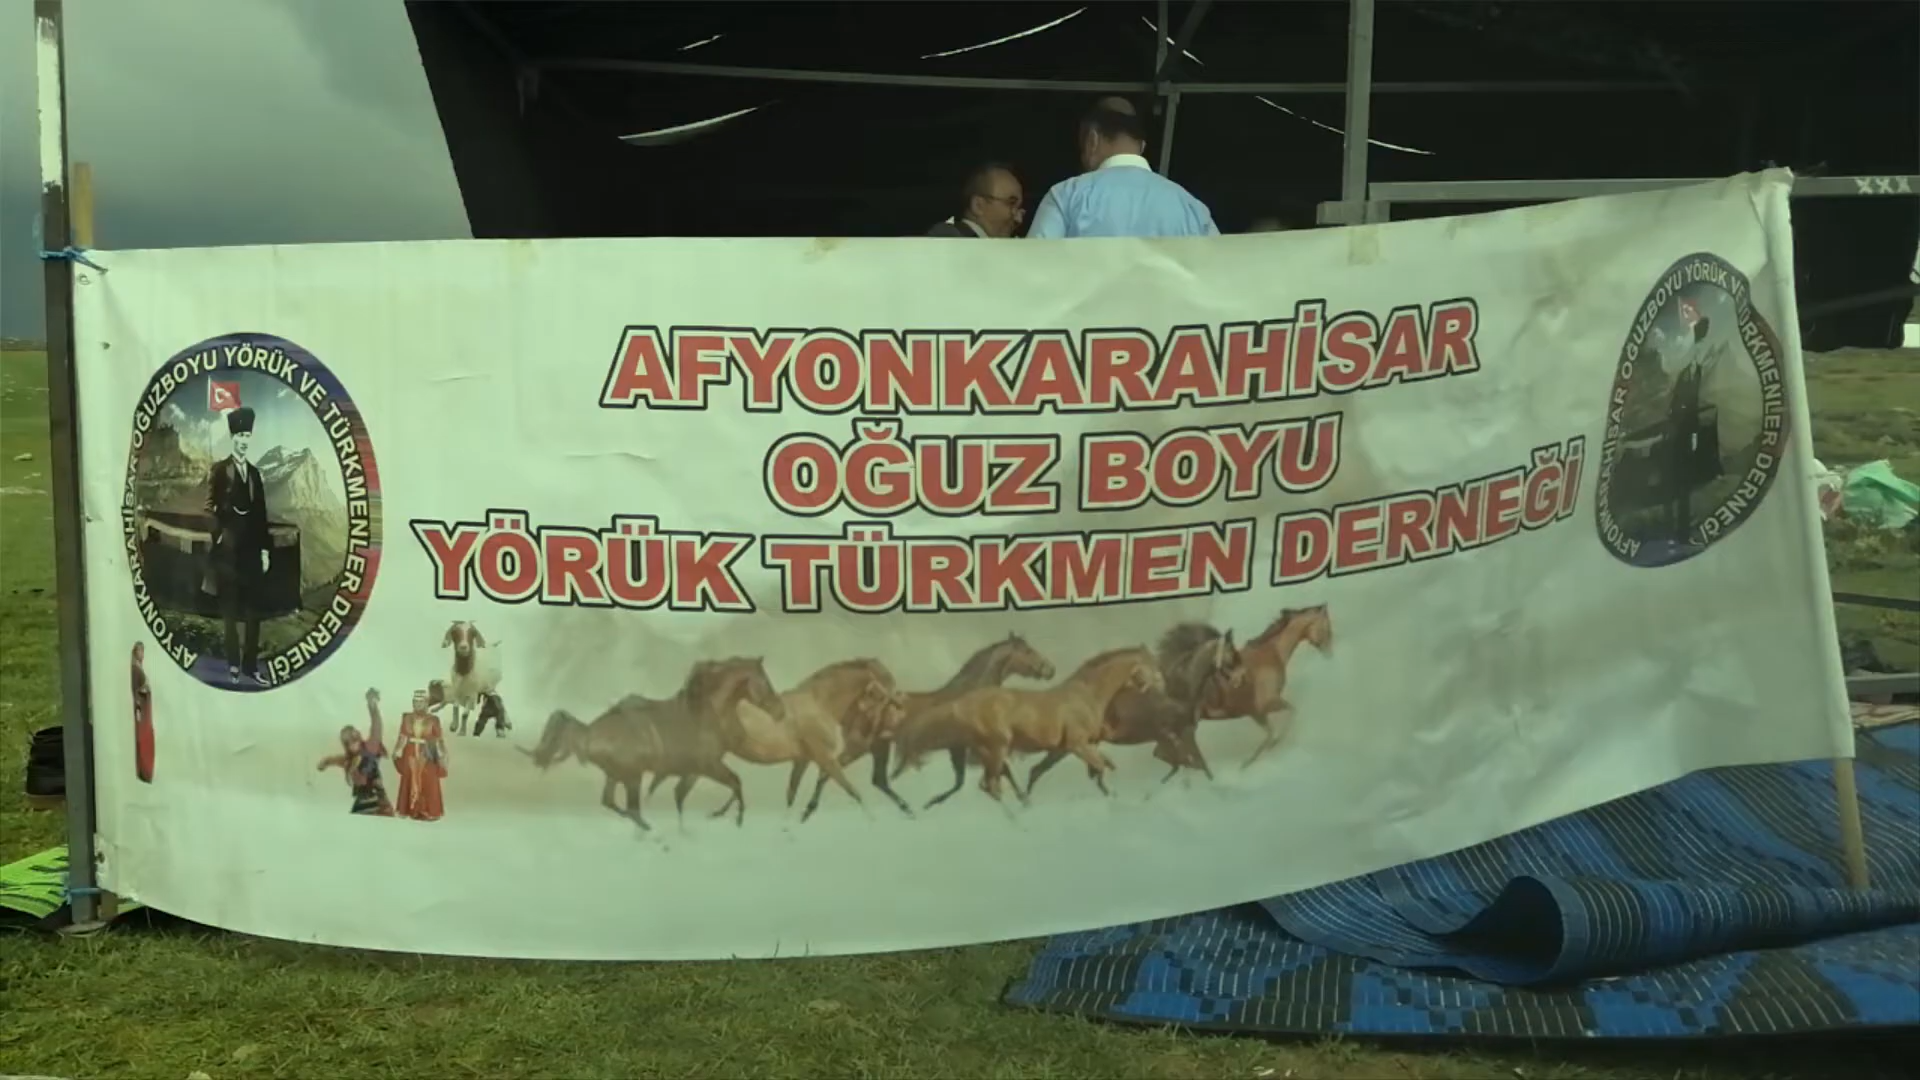 AFYONKARAHİSAR
OĞUZ BOYU
YÖRÜK TÜRKMEN DERNEĞİ
AFYONKARAHİSAR OĞUZBOYU YÖRÜK VE TÜRKMENLER DERNEĞİ
AFYONKARAHİSAR OĞUZBOYU YÖRÜK VE TÜRKMENLER DERNEĞİ
XXX